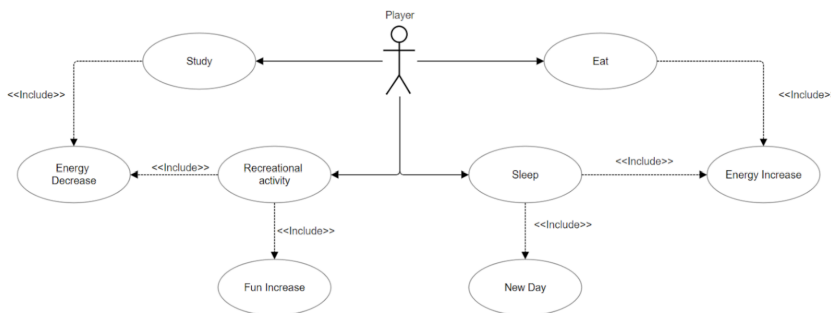 Player
Study
Eat
<<Include>>
<<Include>
Energy
Decrease
<<Include>>
Recreational
activity
Sleep
<<Include>>
Energy Increase
<<Include>>
<<Include>>
Fun Increase
New Day